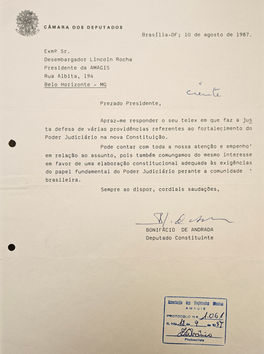 CÂMARA DOS DEPUTADOS
Brasília-DF; 10 de agosto de 1987.
Exmº Sr.
Desembargador Lincoln Rocha
Presidente da AMAGIS
Rua Albita, 194
Belo Horizonte - MG
ciente
Prezado Presidente,
Apraz-me responder o seu telex em que faz a jus
ta defesa de várias providências referentes ao fortalecimento do
Poder Judiciário na nova Constituição.
Pode contar com toda a nossa atenção e empenho
em relação ao assunto, pois também comungamos do mesmo interesse
em favor de uma elaboração constitucional adequada às exigências
do papel fundamental do Poder Judiciário perante a comunidade
brasileira.
Sempre ao dispor, cordiais saudações,
BONIFÁCIO DE ANDRADA
Deputado Constituinte
AMAGIS
PROTOCOLO Nº 1.061